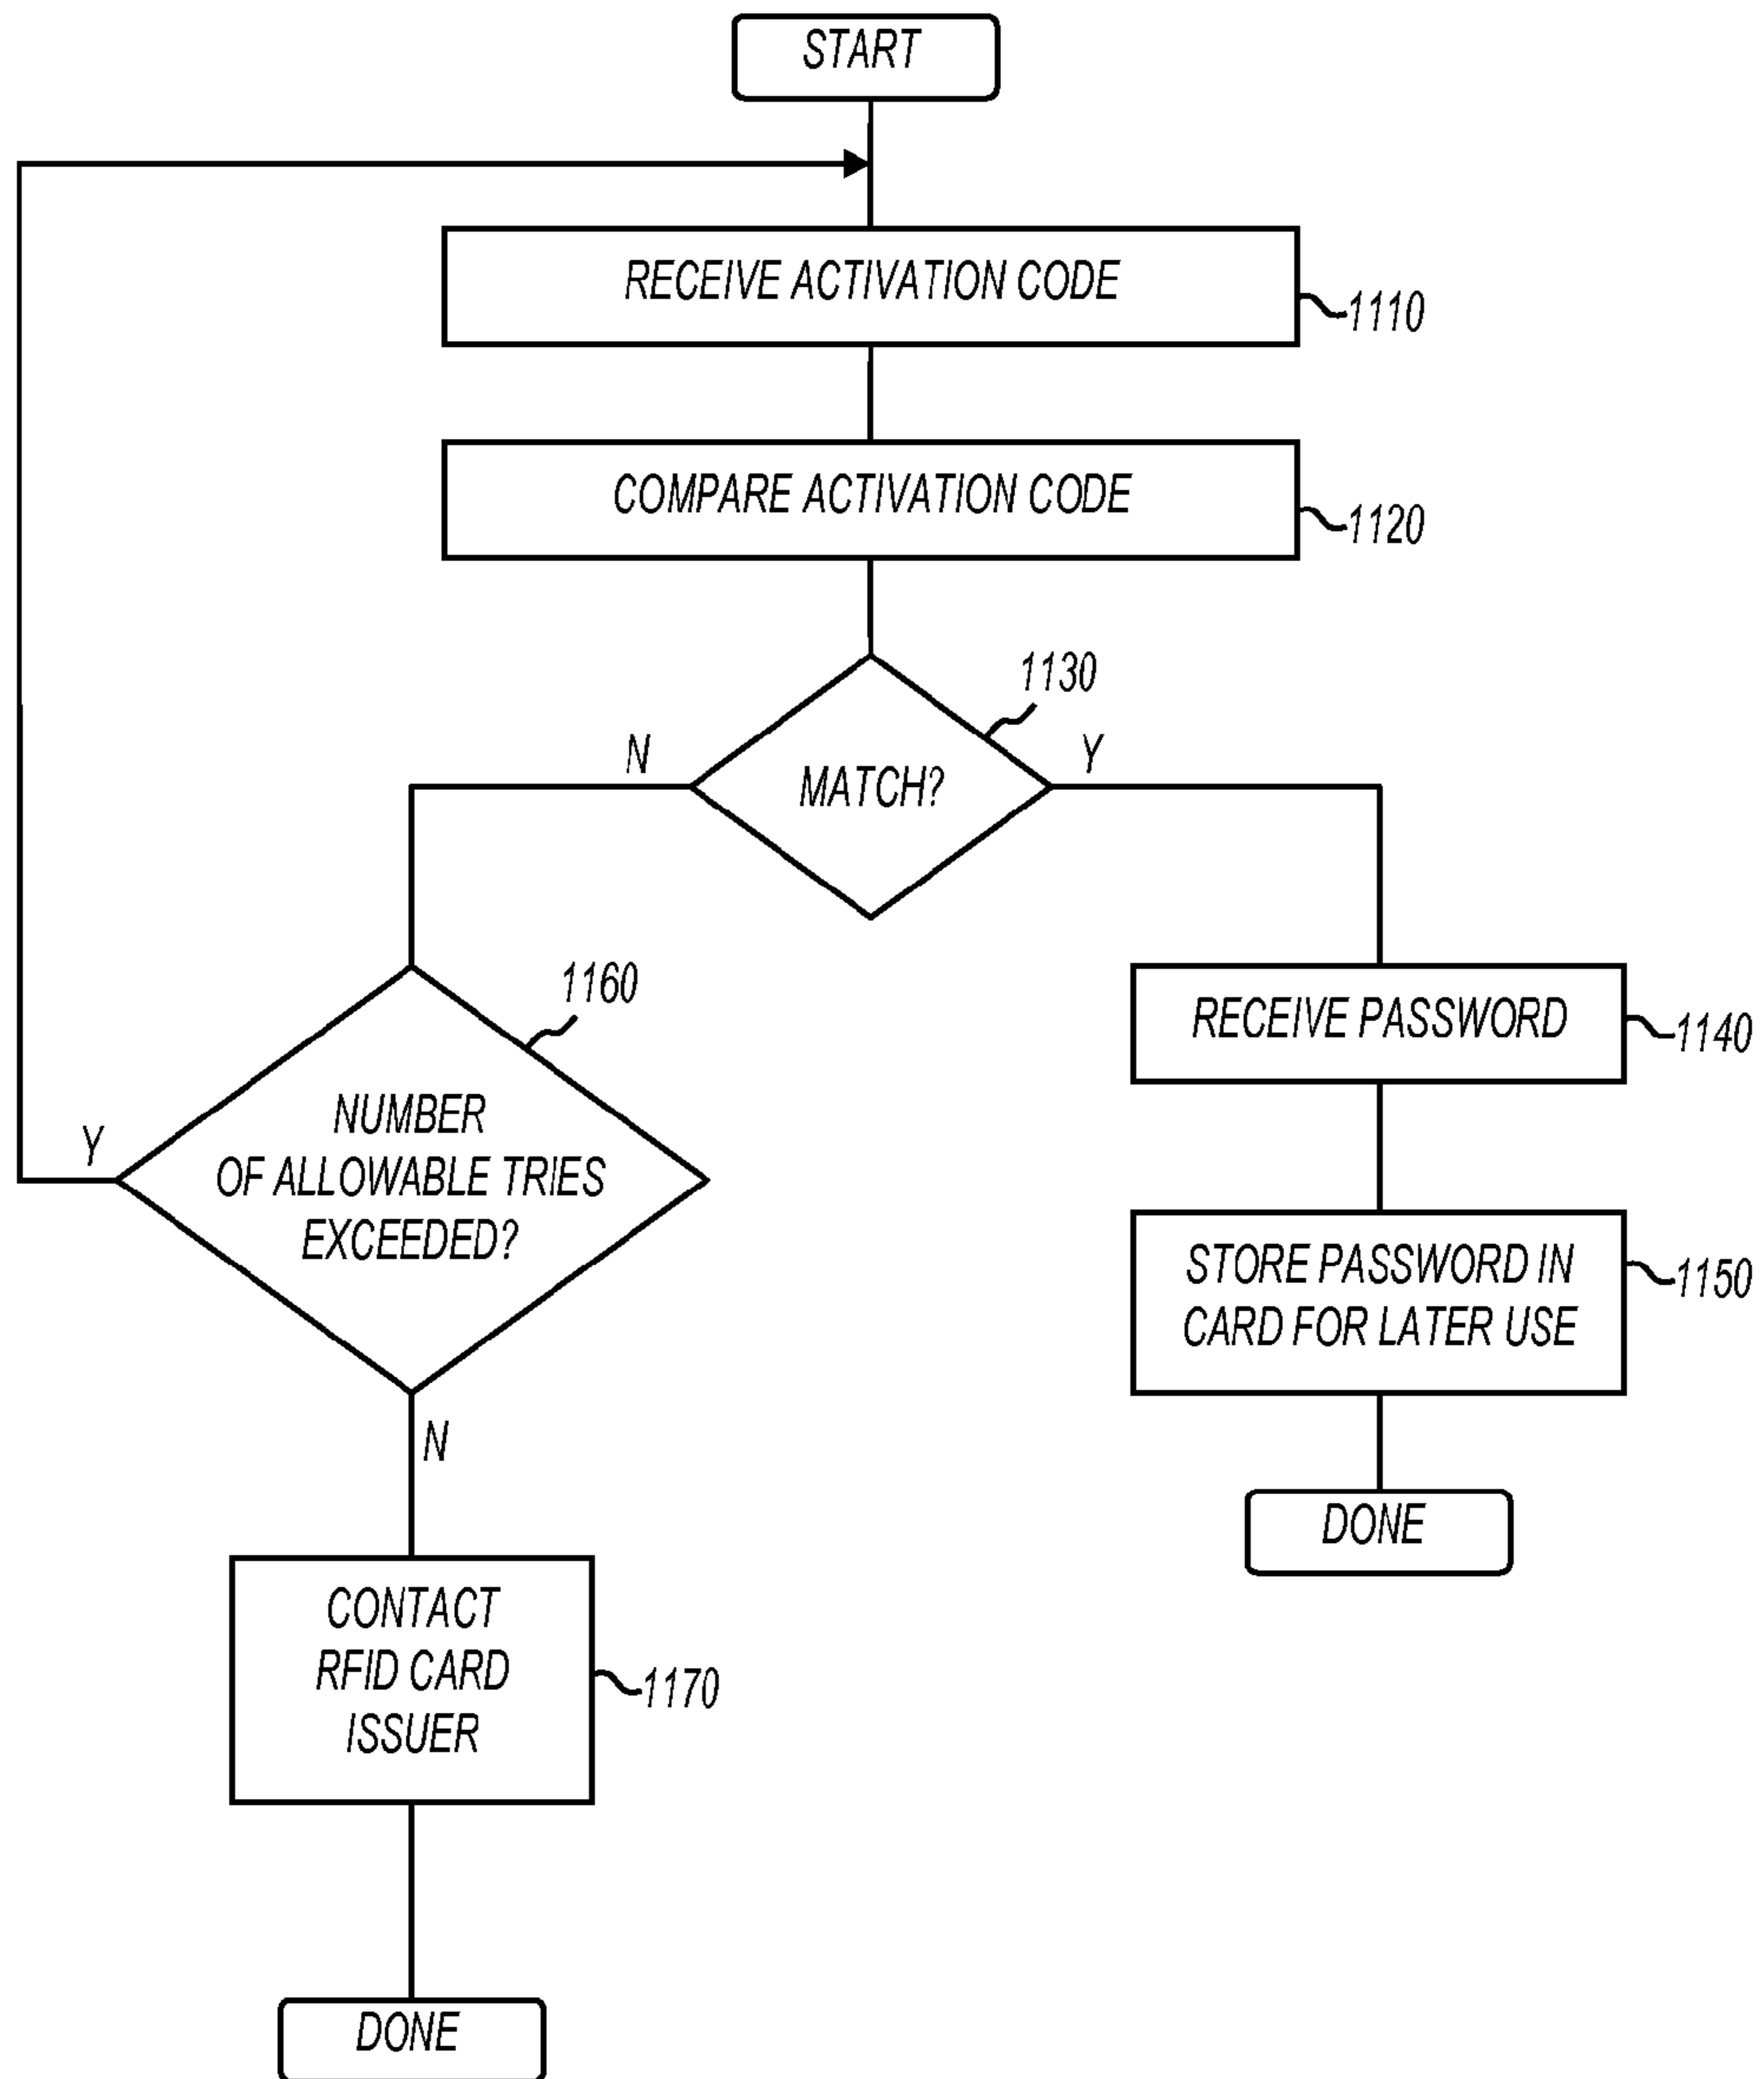 START
RECEIVE ACTIVATION CODE
1110
COMPARE ACTIVATION CODE
1120
1130
N
MATCH?
Y
1160
RECEIVE PASSWORD
1140
NUMBER
OF ALLOWABLE TRIES
EXCEEDED?
Y
STORE PASSWORD IN
CARD FOR LATER USE
1150
N
DONE
CONTACT
RFID CARD
ISSUER
1170
DONE